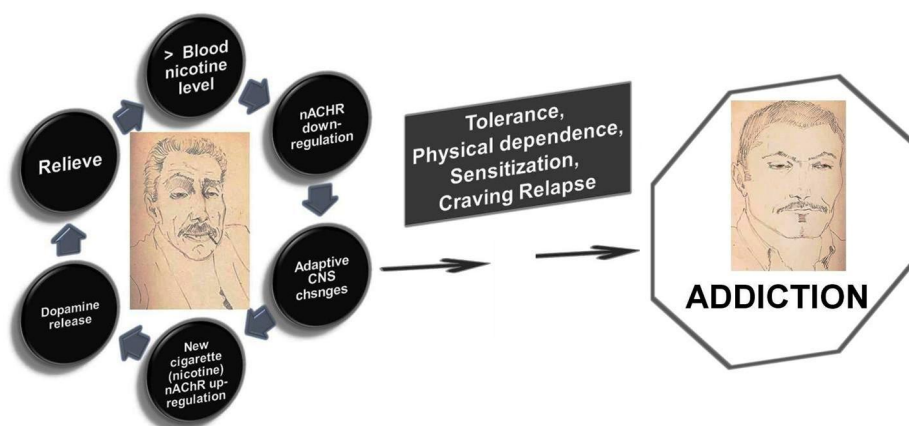 > Blood
nicotine
level
nACHR
down-
regulation
Adaptive
CNS
chsnges
New
cigarette
(nicotine)
nAChR up-
regulation
Dopamine
release
Relieve
Tolerance,
Physical dependence,
Sensitization,
Craving Relapse
ADDICTION